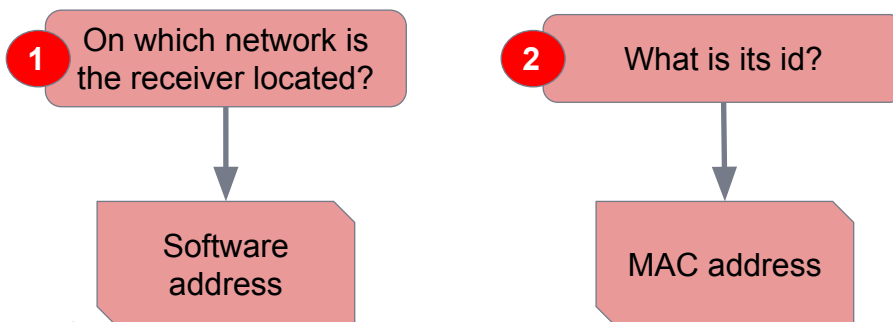 1
On which network is
the receiver located?
2
What is its id?
Software
address
MAC address